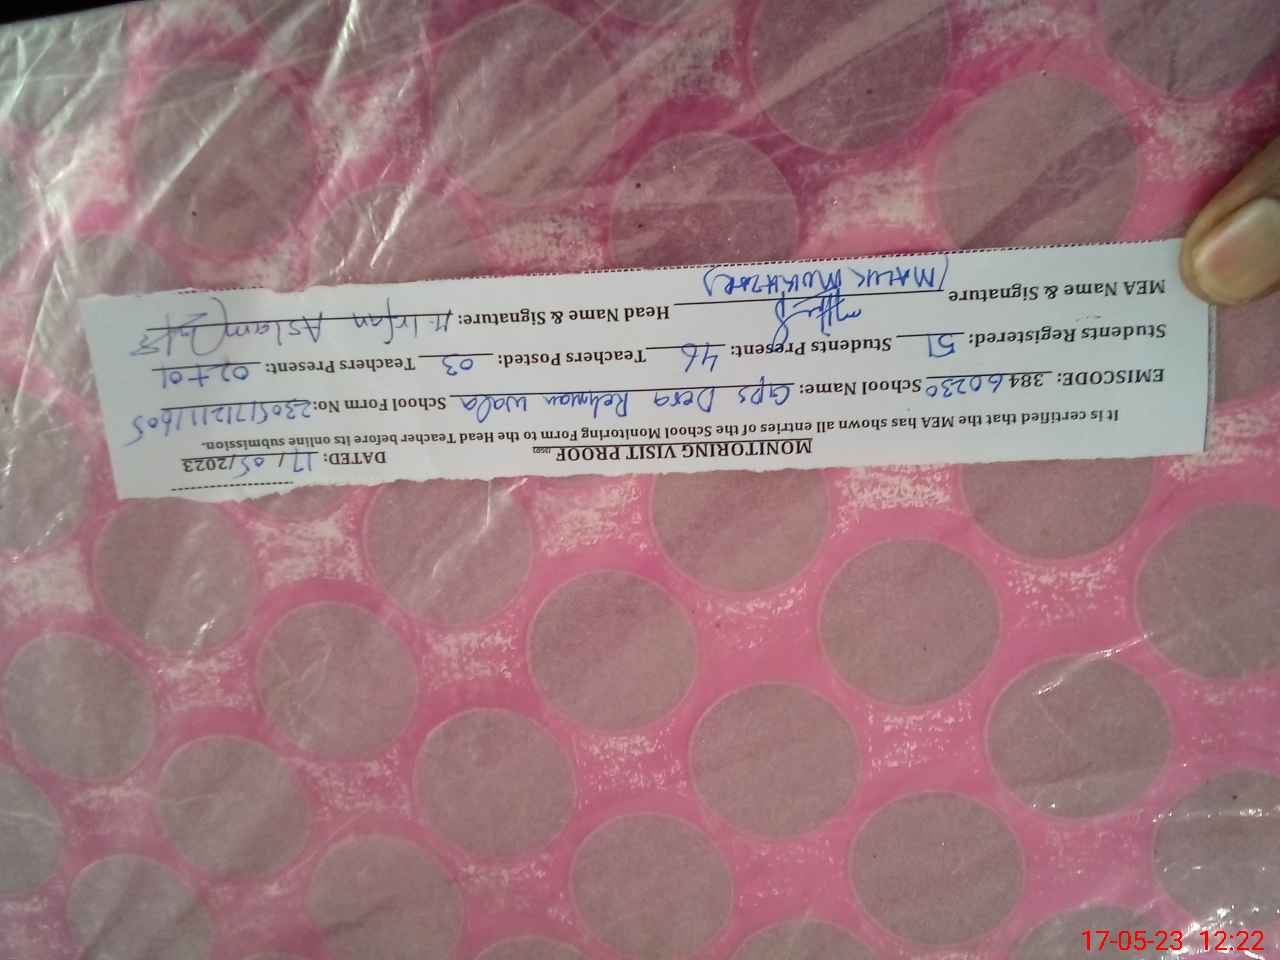 MONITORING VISIT PROOF DATED: 17/05/2023
It is certified that the MEA has shown all entries of the School Monitoring Form to the Head Teacher before its online submission.
EMISCODE: 38460230 School Name: GPS Dera Rehman Wala School Form No: 230517121111605
Students Registered: 51 Students Present: 46 Teachers Posted: 03 Teachers Present: 02+01
MEA Name & Signature Head Name & Signature: Irfan Aslam
(MALIK MUKHTAR)
17-05-23 12:22